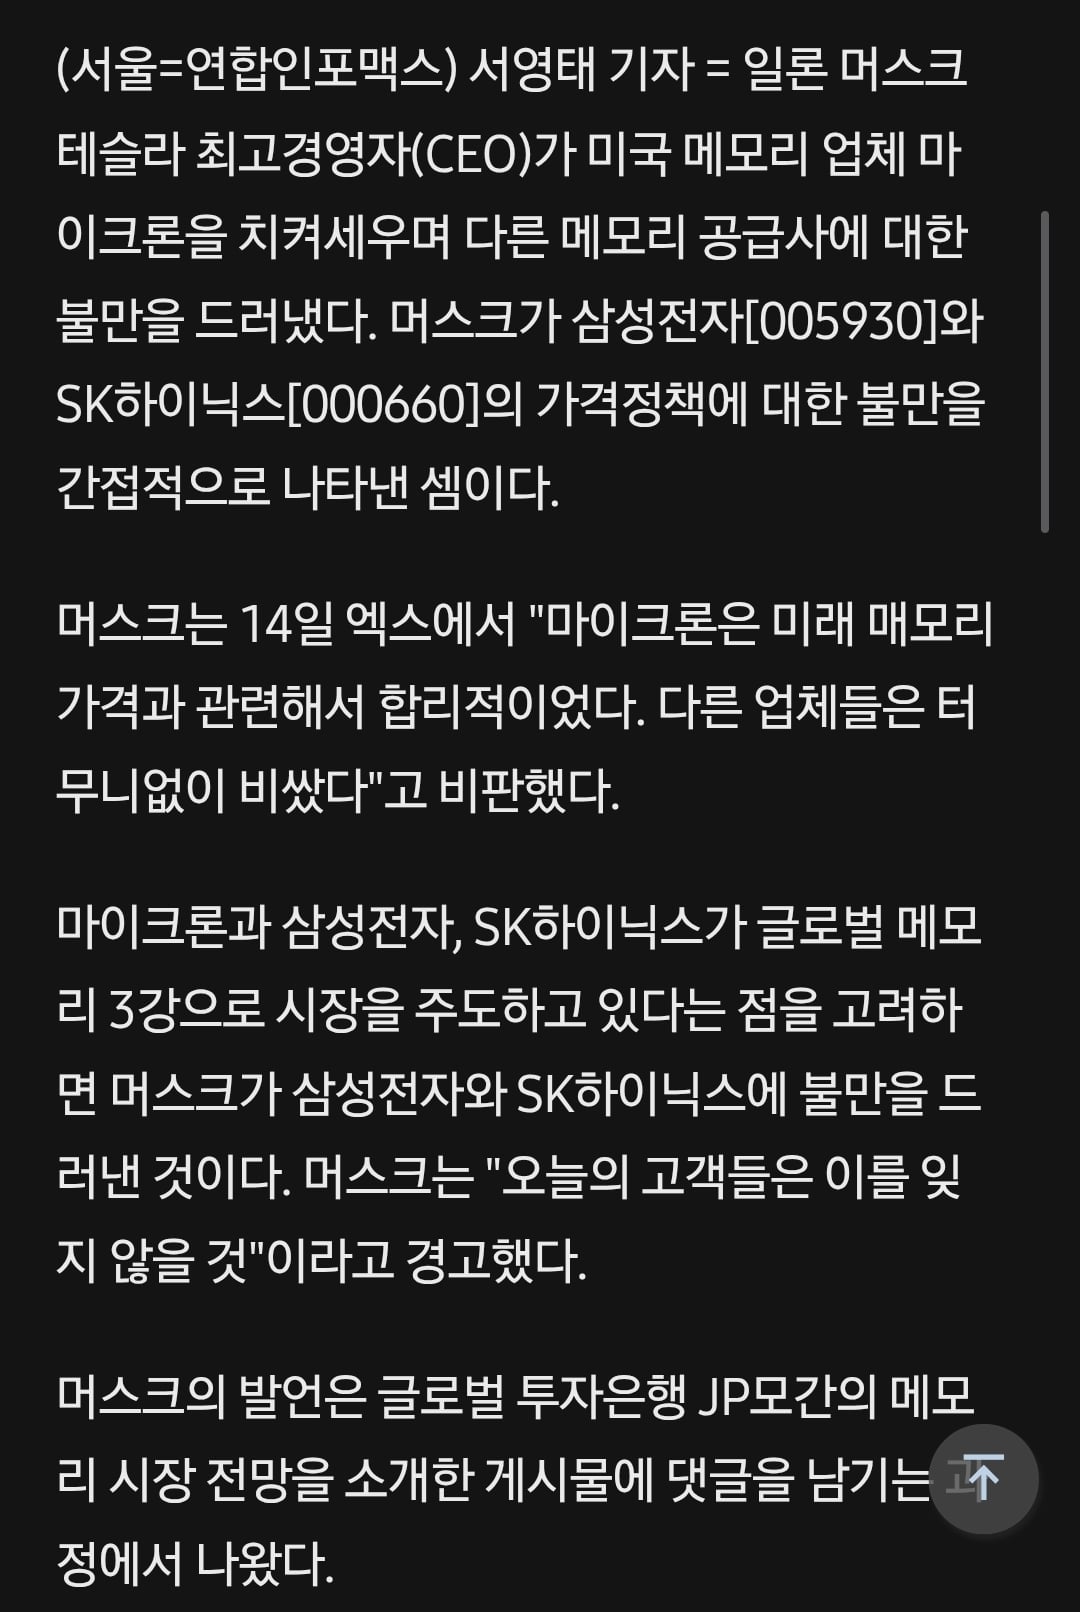 (서울=연합인포맥스) 서영태 기자 = 일론 머스크
테슬라 최고경영자(CEO)가 미국 메모리 업체 마
이크론을 치켜세우며 다른 메모리 공급사에 대한
불만을 드러냈다. 머스크가 삼성전자[005930]와
SK하이닉스[000660]의 가격정책에 대한 불만을
간접적으로 나타낸 셈이다.
머스크는 14일 엑스에서 "마이크론은 미래 매모리
가격과 관련해서 합리적이었다. 다른 업체들은 터
무니없이 비쌌다"고 비판했다.
마이크론과 삼성전자, SK하이닉스가 글로벌 메모
리 3강으로 시장을 주도하고 있다는 점을 고려하
면 머스크가 삼성전자와 SK하이닉스에 불만을 드
러낸 것이다. 머스크는 "오늘의 고객들은 이를 잊
지 않을 것"이라고 경고했다.
머스크의 발언은 글로벌 투자은행 JP모간의 메모
리 시장 전망을 소개한 게시물에 댓글을 남기는 과
정에서 나왔다.